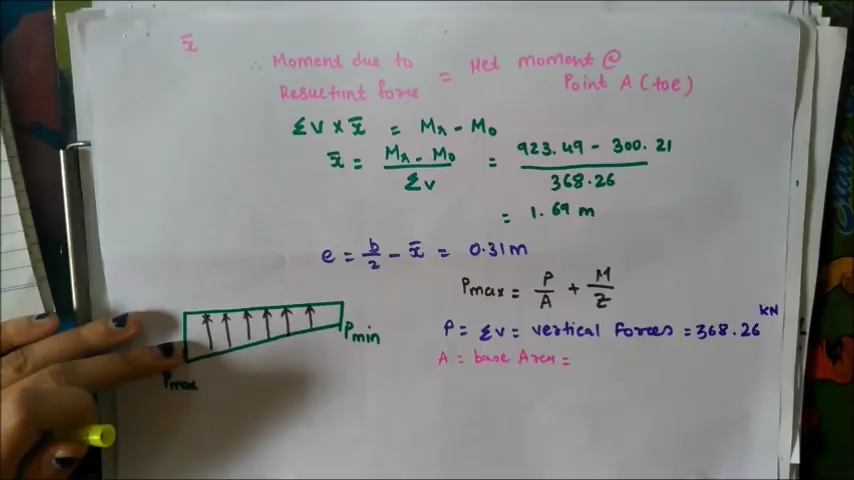 x̄
∴ Moment due to Resultant force = Net moment @ Point A (toe)
ΣV × x̄ = MR - Mo
x̄ = MR - Mo / ΣV = 923.49 - 300.21 / 368.26
= 1.69 m
e = b/2 - x̄ = 0.31m
Pmax = P/A + M/Z
P = ΣV = vertical forces = 368.26 KN
A = base Area =
Pmin
Pmax